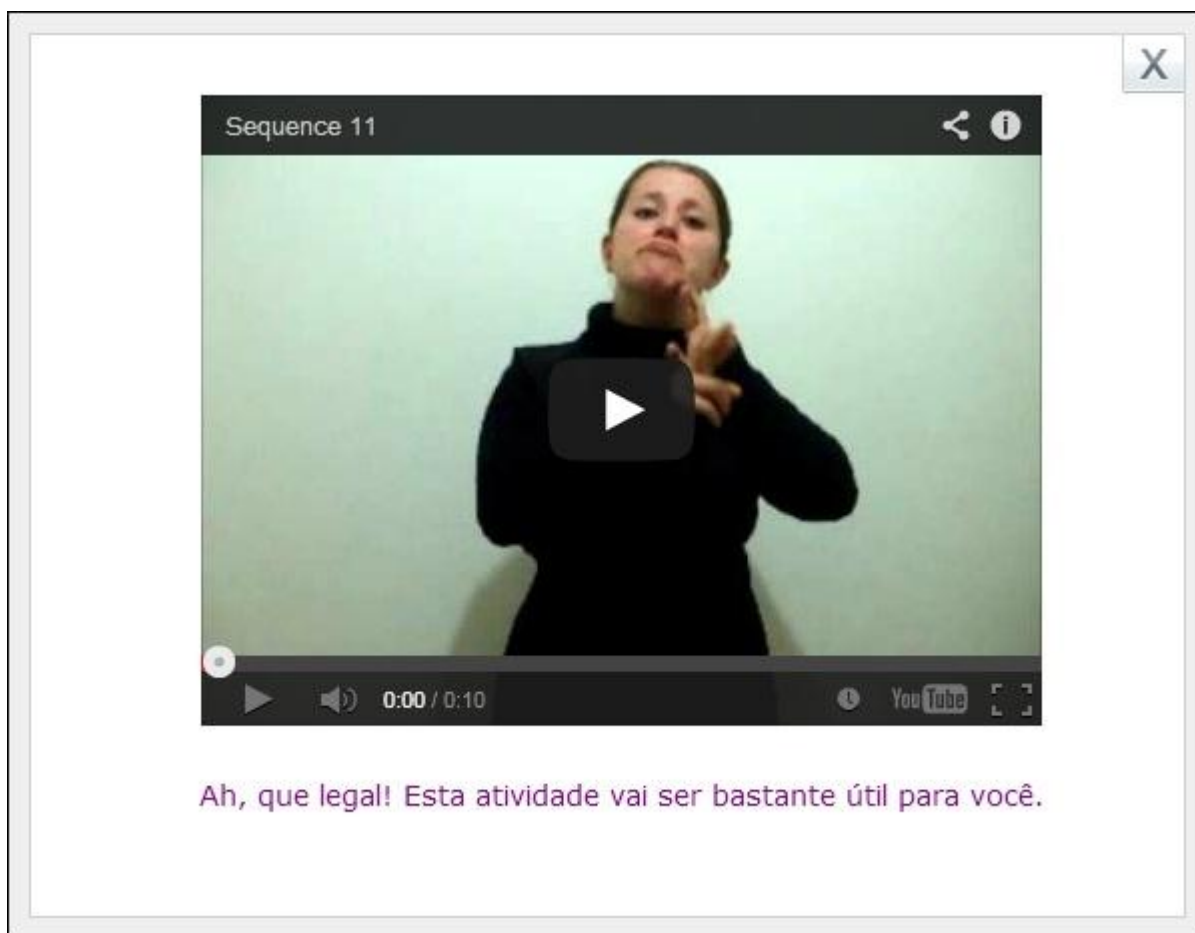 X
Sequence 11
0:00 / 0:10
YouTube
Ah, que legal! Esta atividade vai ser bastante útil para você.